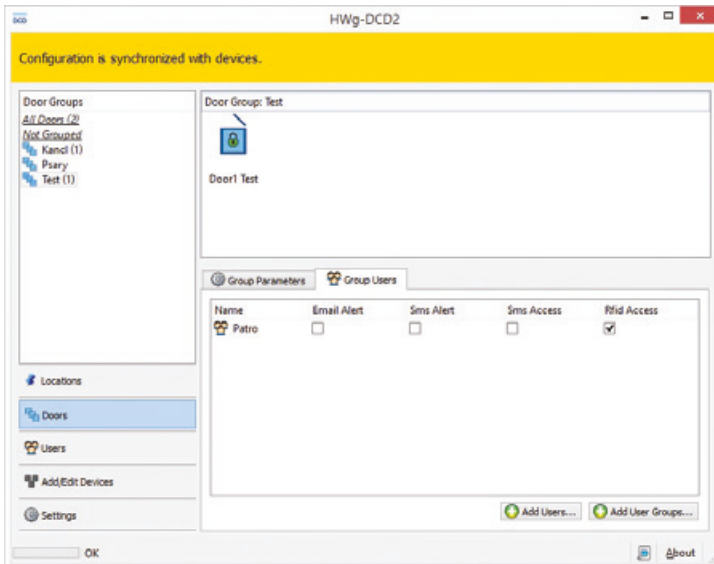 DCD
HWg-DCD2
Configuration is synchronized with devices.
Door Groups
All Doors (2)
Not Grouped
Kancl (1)
Psary
Test (1)
Door Group: Test
Door1 Test
Group Parameters
Group Users
Name Email Alert Sms Alert Sms Access Rfid Access
Patro
Locations
Doors
Users
Add/Edit Devices
Settings
Add Users...
Add User Groups...
OK
About